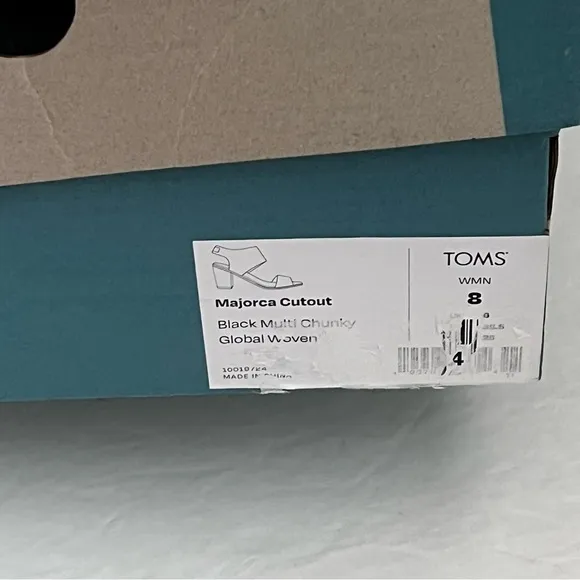 Majorca Cutout
Black Multi Chunky
Global Woven
MADE IN CHINA
TOMS
WMN
8
4